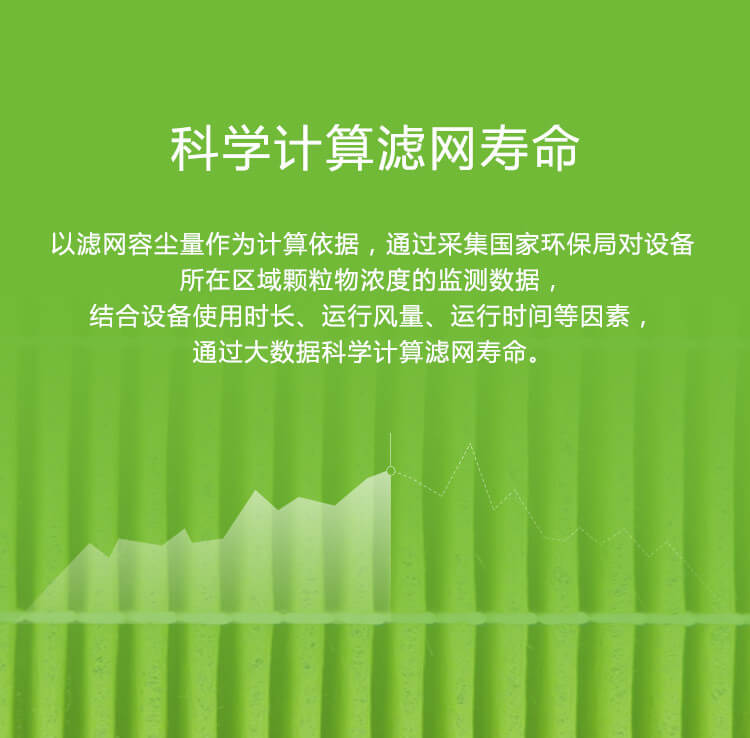 科学计算滤网寿命
以滤网容尘量作为计算依据，通过采集国家环保局对设备
所在区域颗粒物浓度的监测数据，
结合设备使用时长、运行风量、运行时间等因素，
通过大数据科学计算滤网寿命。